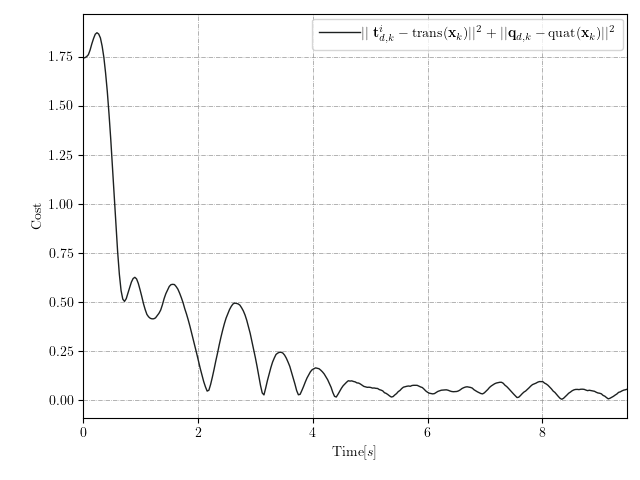 || t^i_{d,k} − trans(x_k)||^2 + ||q_{d,k} − quat(x_k)||^2
1.75
1.50
1.25
1.00
0.75
0.50
0.25
0.00
Cost
0 2 4 6 8
Time[s]